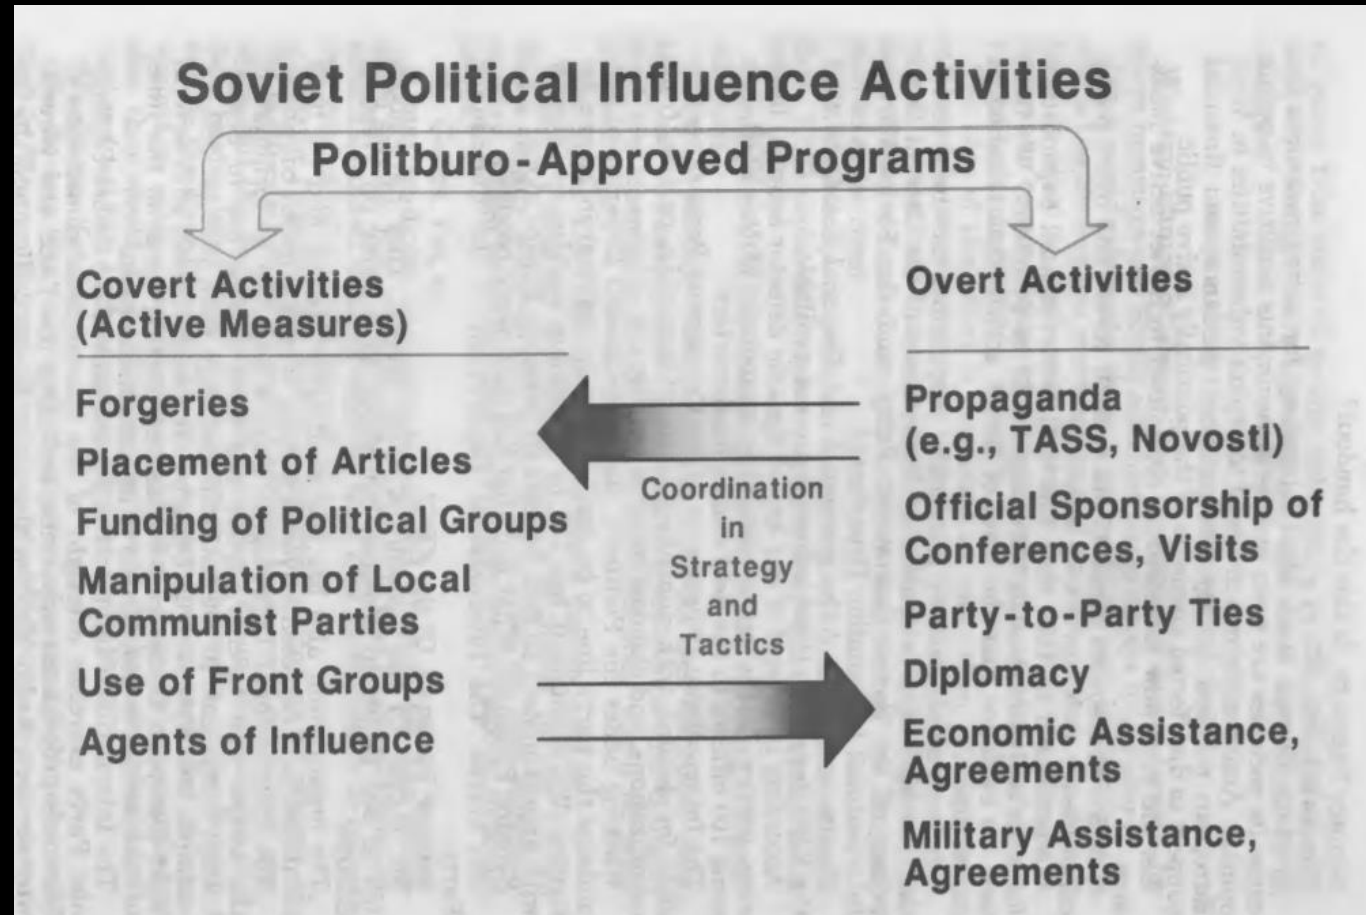 Soviet Political Influence Activities
Politburo-Approved Programs
Covert Activities
(Active Measures)
Forgeries
Placement of Articles
Funding of Political Groups
Manipulation of Local
Communist Parties
Use of Front Groups
Agents of Influence
Coordination
in
Strategy
and
Tactics
Overt Activities
Propaganda
(e.g., TASS, Novosti)
Official Sponsorship of
Conferences, Visits
Party-to-Party Ties
Diplomacy
Economic Assistance,
Agreements
Military Assistance,
Agreements